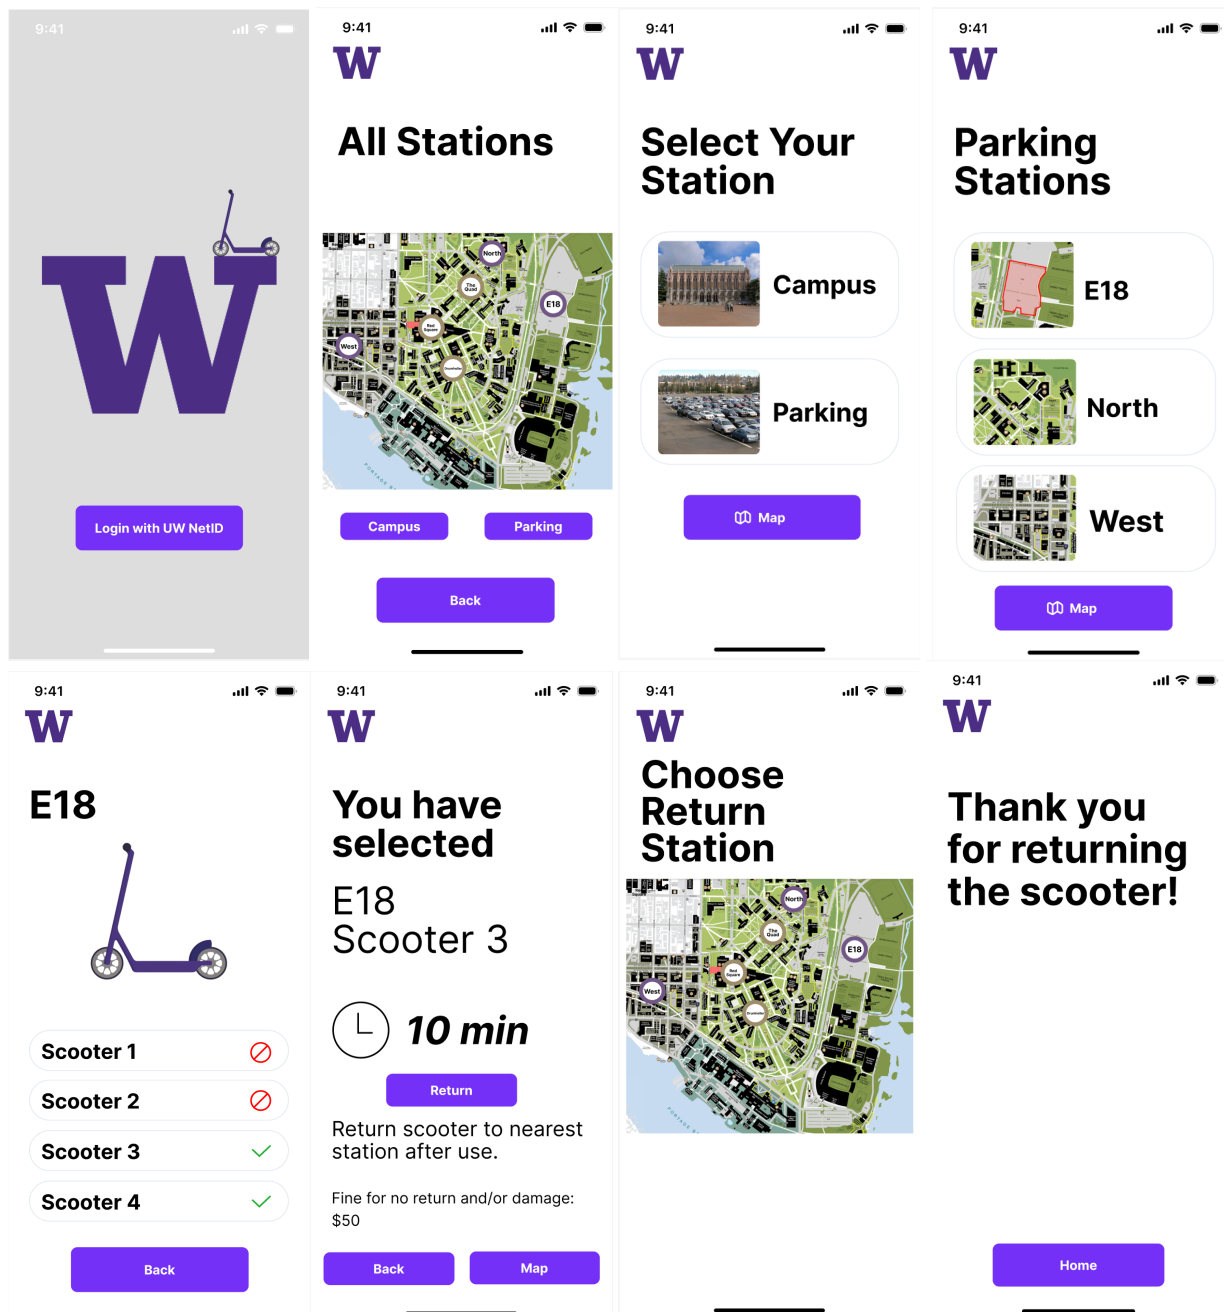 9:41
W
Login with UW NetID
9:41
W
All Stations
North
The
Quad
E18
Red
Square
West
Drumheller
PORTAGE B
Campus
Parking
Back
9:41
W
Select Your
Station
Campus
Parking
Map
9:41
W
Parking
Stations
E18
North
West
Map
9:41
W
E18
Scooter 1
Scooter 2
Scooter 3
Scooter 4
Back
9:41
W
You have
selected
E18
Scooter 3
10 min
Return
Return scooter to nearest
station after use.
Fine for no return and/or damage:
$50
Back
Map
9:41
W
Choose
Return
Station
North
The
Quad
E18
Red
Square
West
Drumheller
PORTAGE B
9:41
W
Thank you
for returning
the scooter!
Home